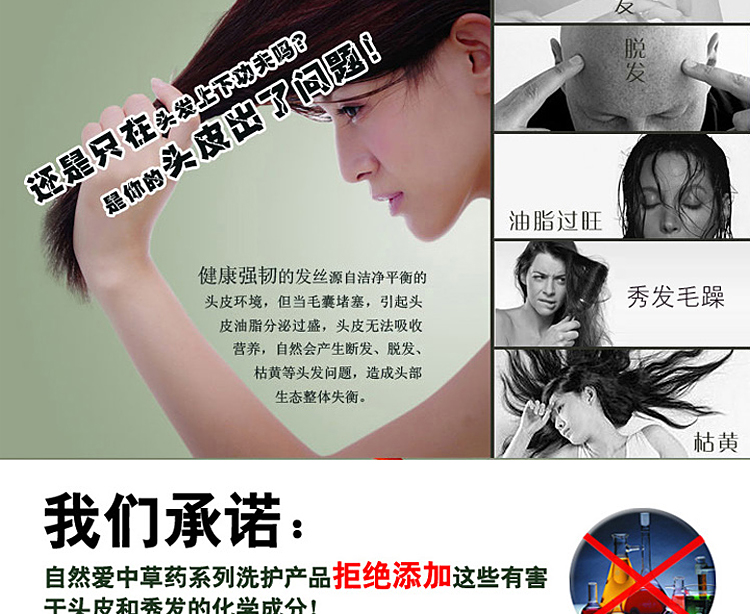 还是只在头发上下功夫吗?
是你的头皮出了问题!
健康强韧的发丝源自洁净平衡的
头皮环境，但当毛囊堵塞，引起头
皮油脂分泌过盛，头皮无法吸收
营养，自然会产生断发、脱发、
枯黄等头发问题，造成头部
生态整体失衡。
发
脱
发
油脂过旺
秀发毛躁
枯黄
我们承诺：
自然爱中草药系列洗护产品拒绝添加这些有害
于头皮和秀发的化学成分!